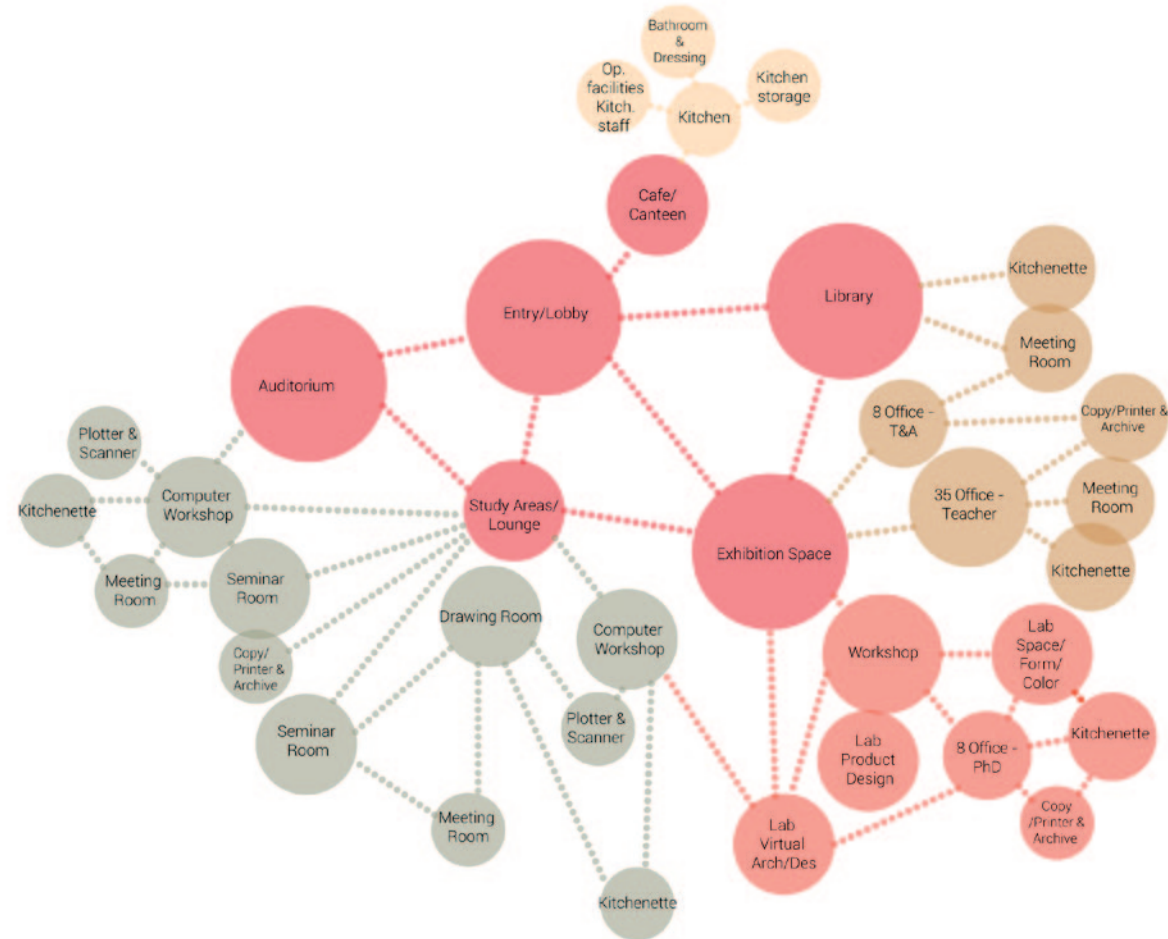 Bathroom
&
Dressing
Op.
facilities
Kitch.
staff
Kitchen
storage
Kitchen
Cafe/
Canteen
Entry/Lobby
Library
Kitchenette
Auditorium
Meeting
Room
8 Office -
T&A
Copy/Printer &
Archive
Plotter &
Scanner
Computer
Workshop
Kitchenette
Study Areas/
Lounge
35 Office -
Teacher
Meeting
Room
Exhibition Space
Kitchenette
Meeting
Room
Seminar
Room
Drawing Room
Computer
Workshop
Copy/
Printer &
Archive
Workshop
Lab
Space/
Form/
Color
Seminar
Room
Plotter &
Scanner
Lab
Product
Design
8 Office -
PhD
Kitchenette
Meeting
Room
Lab
Virtual
Arch/Des
Copy
/Printer &
Archive
Kitchenette